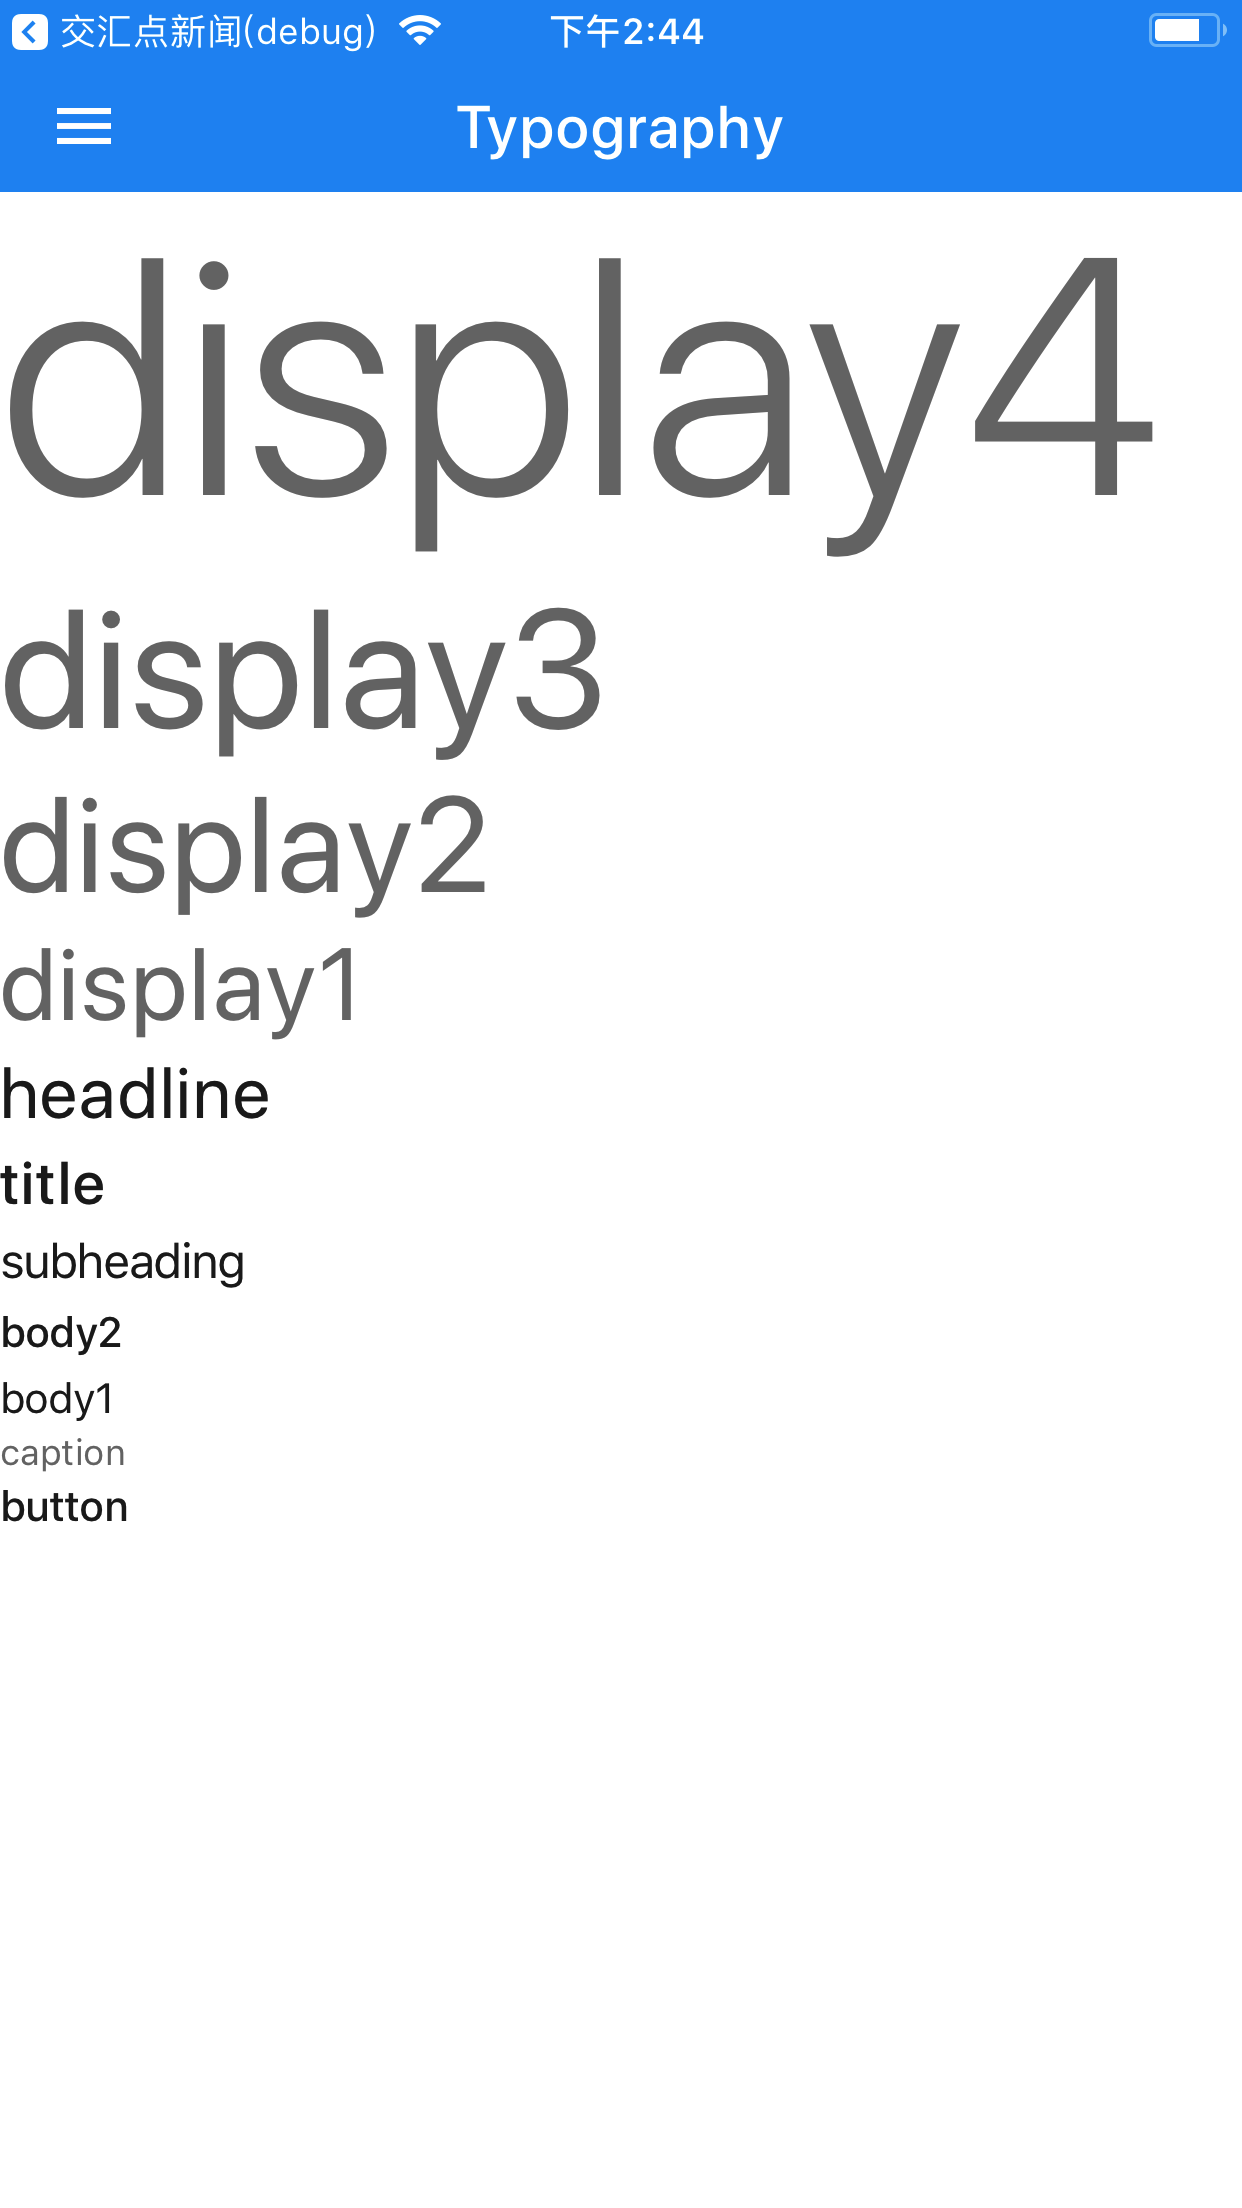 交汇点新闻(debug) 下午2:44
Typography
display4
display3
display2
display1
headline
title
subheading
body2
body1
caption
button